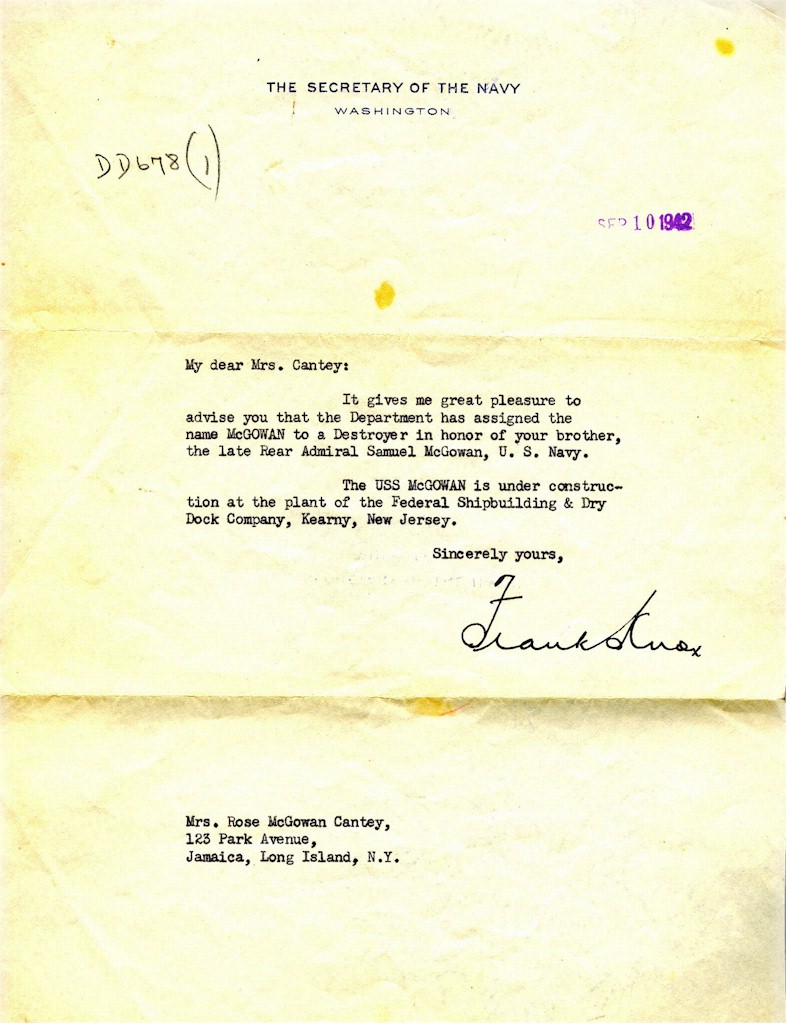 THE SECRETARY OF THE NAVY
WASHINGTON
DD678(1)
SEP 10 1942
My dear Mrs. Cantey:
It gives me great pleasure to
advise you that the Department has assigned the
name McGOWAN to a Destroyer in honor of your brother,
the late Rear Admiral Samuel McGowan, U. S. Navy.
The USS McGOWAN is under construc-
tion at the plant of the Federal Shipbuilding & Dry
Dock Company, Kearny, New Jersey.
Sincerely yours,
Frank Knox
Mrs. Rose McGowan Cantey,
123 Park Avenue,
Jamaica, Long Island, N.Y.